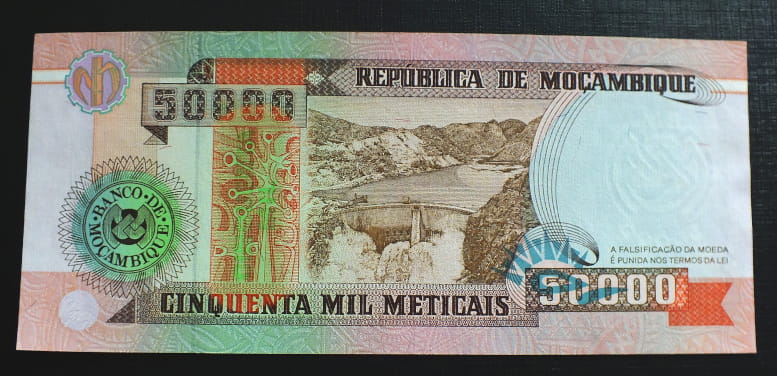 REPÚBLICA DE MOÇAMBIQUE
50000
BANCO · DE · MOÇAMBIQUE
A FALSIFICAÇÃO DA MOEDA
É PUNIDA NOS TERMOS DA LEI
50000
CINQUENTA MIL METICAIS